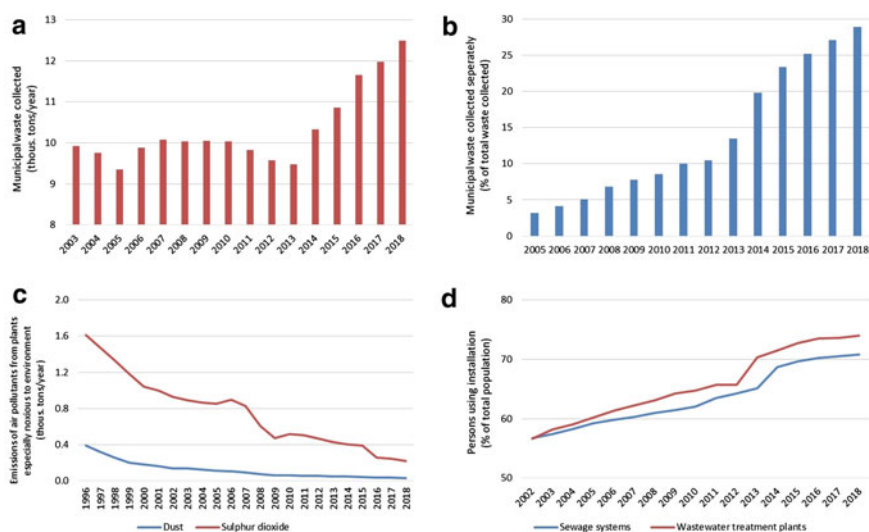 a
Municipal waste collected
(thous. tons/year)
13
12
11
10
9
8
2003 2004 2005 2006 2007 2008 2009 2010 2011 2012 2013 2014 2015 2016 2017 2018
b
Municipal waste collected seperately
(% of total waste collected)
30
25
20
15
10
5
0
2005 2006 2007 2008 2009 2010 2011 2012 2013 2014 2015 2016 2017 2018
c
Emissions of air pollutants from plants
especially noxious to environment
(thous. tons/year)
2.0
1.6
1.2
0.8
0.4
0.0
1996 1997 1998 1999 2000 2001 2002 2003 2004 2005 2006 2007 2008 2009 2010 2011 2012 2013 2014 2015 2016 2017 2018
Dust Sulphur dioxide
d
Persons using installation
(% of total population)
80
70
60
50
2002 2003 2004 2005 2006 2007 2008 2009 2010 2011 2012 2013 2014 2015 2016 2017 2018
Sewage systems Wastewater treatment plants